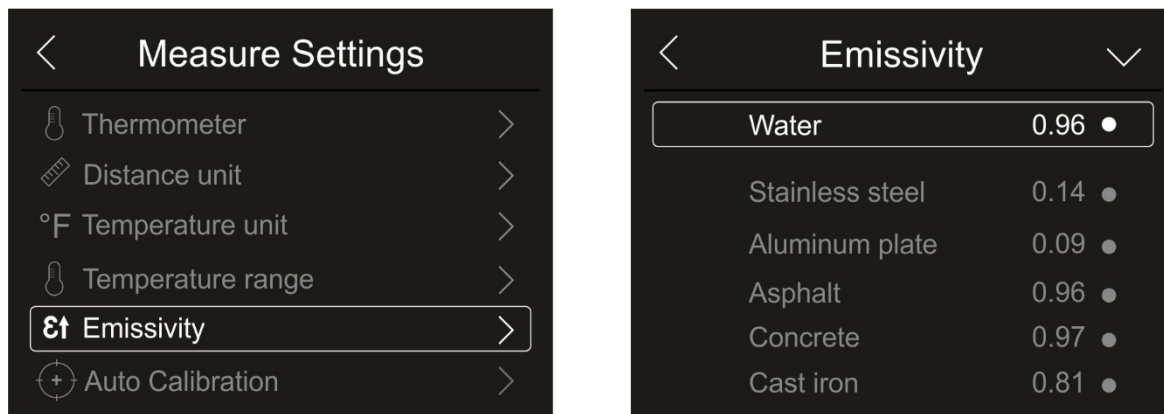 Measure Settings
Thermometer
Distance unit
°F Temperature unit
Temperature range
Ɛ↑ Emissivity
Auto Calibration
Emissivity
Water 0.96
Stainless steel 0.14
Aluminum plate 0.09
Asphalt 0.96
Concrete 0.97
Cast iron 0.81